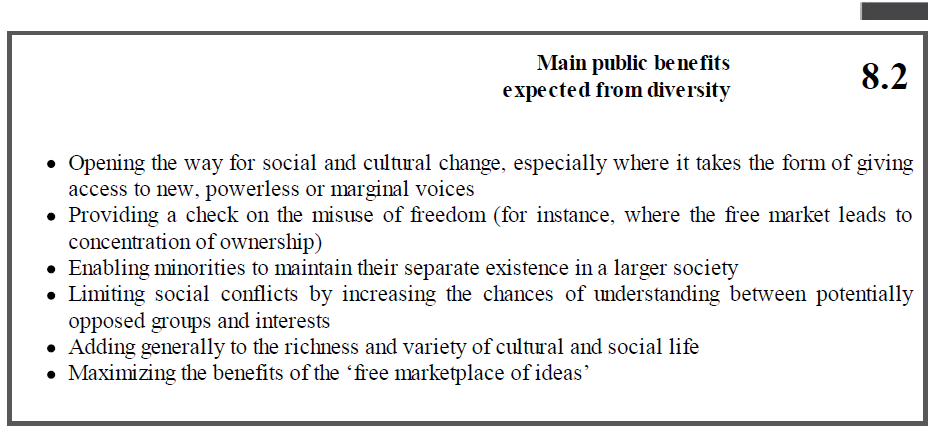 Main public benefits
expected from diversity
8.2
• Opening the way for social and cultural change, especially where it takes the form of giving
access to new, powerless or marginal voices
• Providing a check on the misuse of freedom (for instance, where the free market leads to
concentration of ownership)
• Enabling minorities to maintain their separate existence in a larger society
• Limiting social conflicts by increasing the chances of understanding between potentially
opposed groups and interests
• Adding generally to the richness and variety of cultural and social life
• Maximizing the benefits of the ‘free marketplace of ideas’